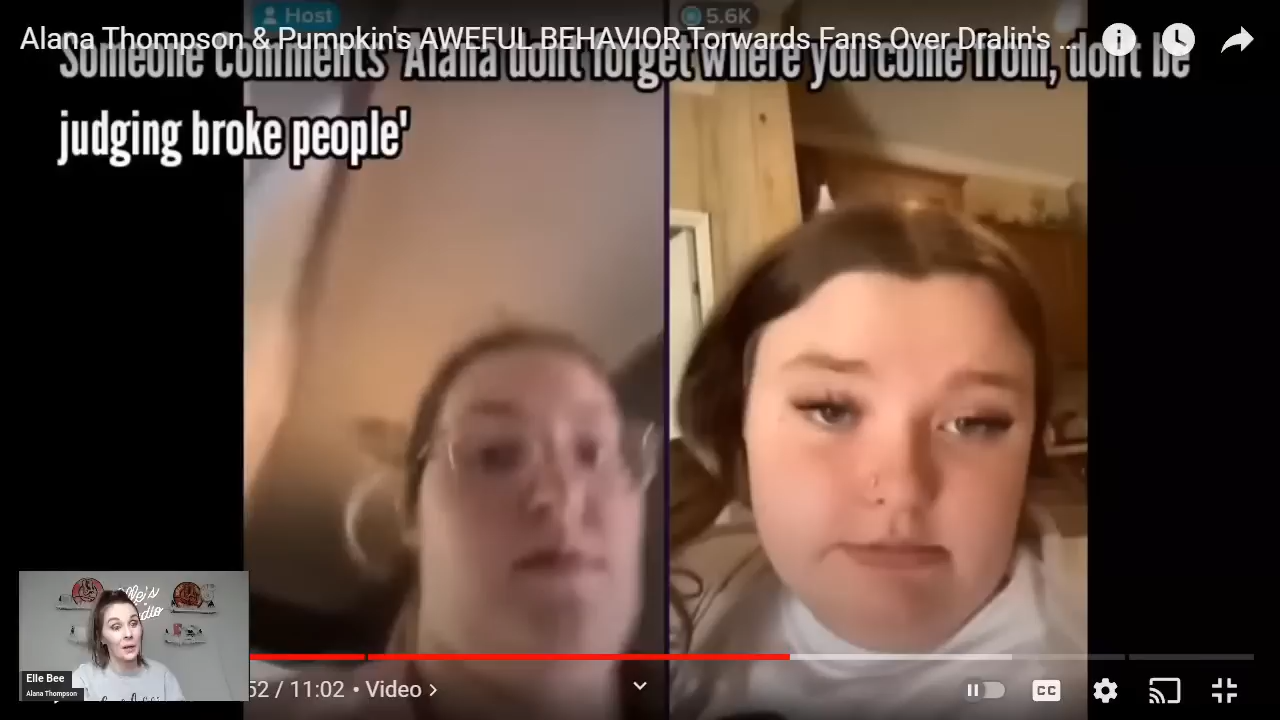 Host
5.6K
Alana Thompson & Pumpkin's AWEFUL BEHAVIOR Torwards Fans Over Dralin's ...
Someone Comments 'Alana dont forget where you come from, dont be
judging broke people'
Elle's
Elle Bee
Alana Thompson
52 / 11:02 • Video >
CC